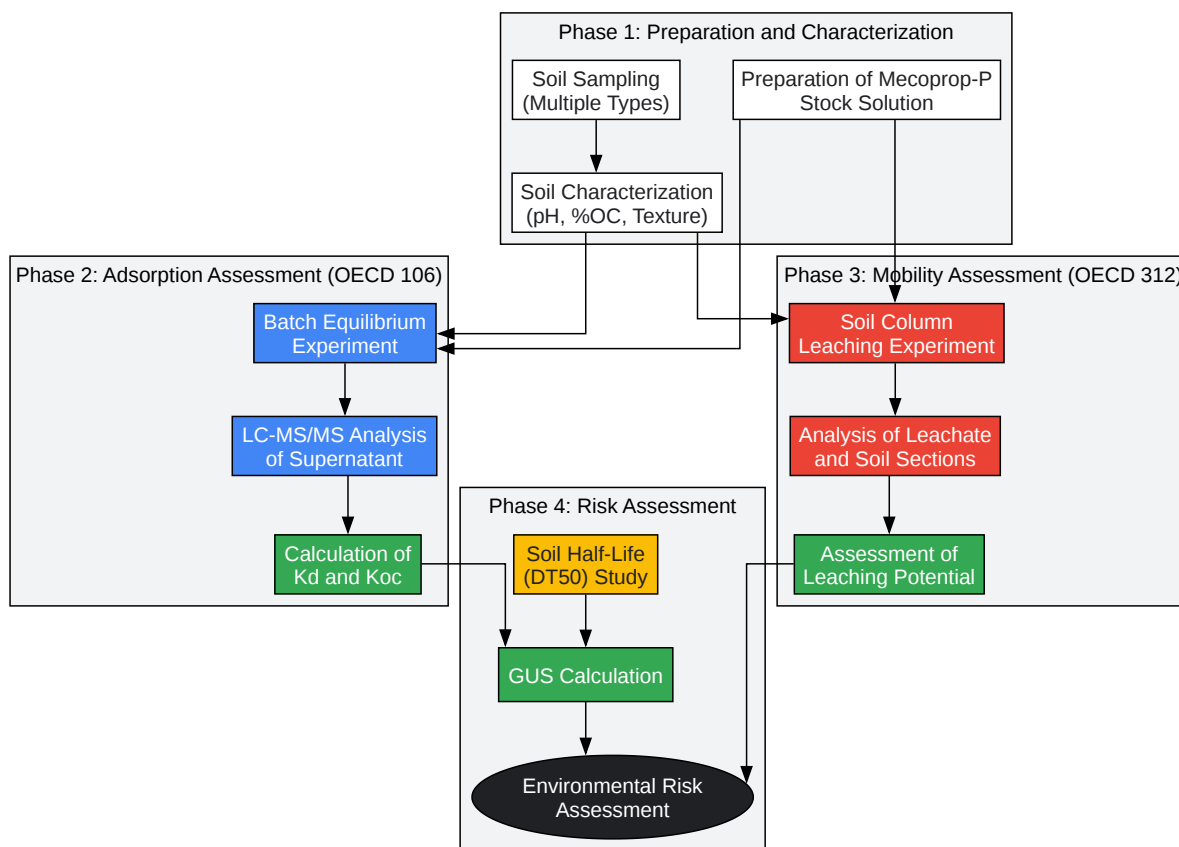 Phase 1: Preparation and Characterization
Soil Sampling
(Multiple Types)
Preparation of Mecoprop-P
Stock Solution
Soil Characterization
(pH, %OC, Texture)
Phase 2: Adsorption Assessment (OECD 106)
Batch Equilibrium
Experiment
LC-MS/MS Analysis
of Supernatant
Calculation of
Kd and Koc
Phase 3: Mobility Assessment (OECD 312)
Soil Column
Leaching Experiment
Analysis of Leachate
and Soil Sections
Assessment of
Leaching Potential
Phase 4: Risk Assessment
Soil Half-Life
(DT50) Study
GUS Calculation
Environmental Risk
Assessment